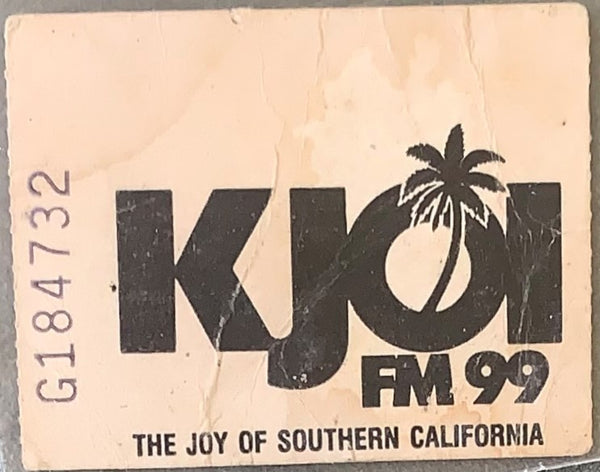 G184732
KJOI
FM 99
THE JOY OF SOUTHERN CALIFORNIA